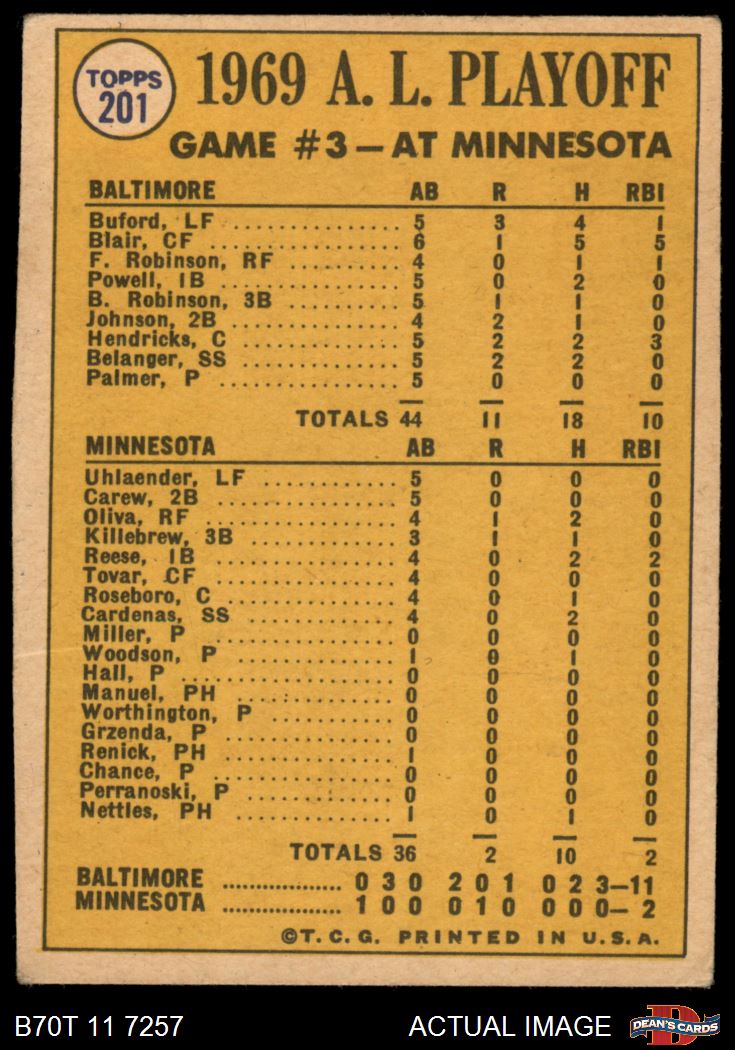 TOPPS
201
1969 A. L. PLAYOFF
GAME #3—AT MINNESOTA
BALTIMORE AB R H RBI
Buford, LF .............. 5 3 4 1
Blair, CF ................ 6 1 5 5
F. Robinson, RF ......... 4 0 1 1
Powell, 1B ............... 5 0 2 0
B. Robinson, 3B ......... 5 1 1 0
Johnson, 2B ............. 4 2 1 0
Hendricks, C ............ 5 2 2 3
Belanger, SS ............ 5 2 2 0
Palmer, P ............... 5 0 0 0
TOTALS 44 11 18 10
MINNESOTA AB R H RBI
Uhlaender, LF ........... 5 0 0 0
Carew, 2B ............... 5 0 0 0
Oliva, RF ................ 4 1 2 0
Killebrew, 3B ........... 3 1 1 0
Reese, 1B ............... 4 0 2 2
Tovar, CF ............... 4 0 0 0
Roseboro, C ............. 4 0 1 0
Cardenas, SS ............ 4 0 2 0
Miller, P ............... 0 0 0 0
Woodson, P .............. 1 0 1 0
Hall, P .................. 0 0 0 0
Manuel, PH .............. 0 0 0 0
Worthington, P .......... 0 0 0 0
Grzenda, P .............. 0 0 0 0
Renick, PH .............. 1 0 0 0
Chance, P ............... 0 0 0 0
Perranoski, P ........... 0 0 0 0
Nettles, PH ............. 1 0 1 0
TOTALS 36 2 10 2
BALTIMORE .................. 0 3 0 2 0 1 0 2 3—11
MINNESOTA .................. 1 0 0 0 1 0 0 0 0— 2
©T.C.G. PRINTED IN U.S.A.
B70T 11 7257 ACTUAL IMAGE D DEAN'S CARDS